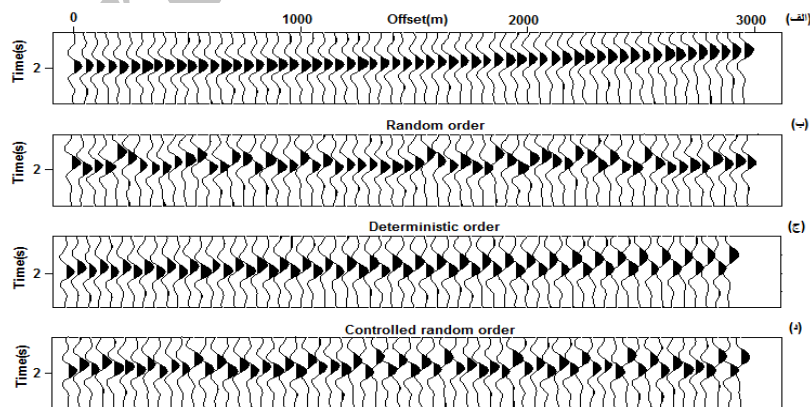 0 1000 Offset(m) 2000 3000 (الف)
Time(s)
2
Random order (ب)
Time(s)
2
Deterministic order (ج)
Time(s)
2
Controlled random order (د)
Time(s)
2